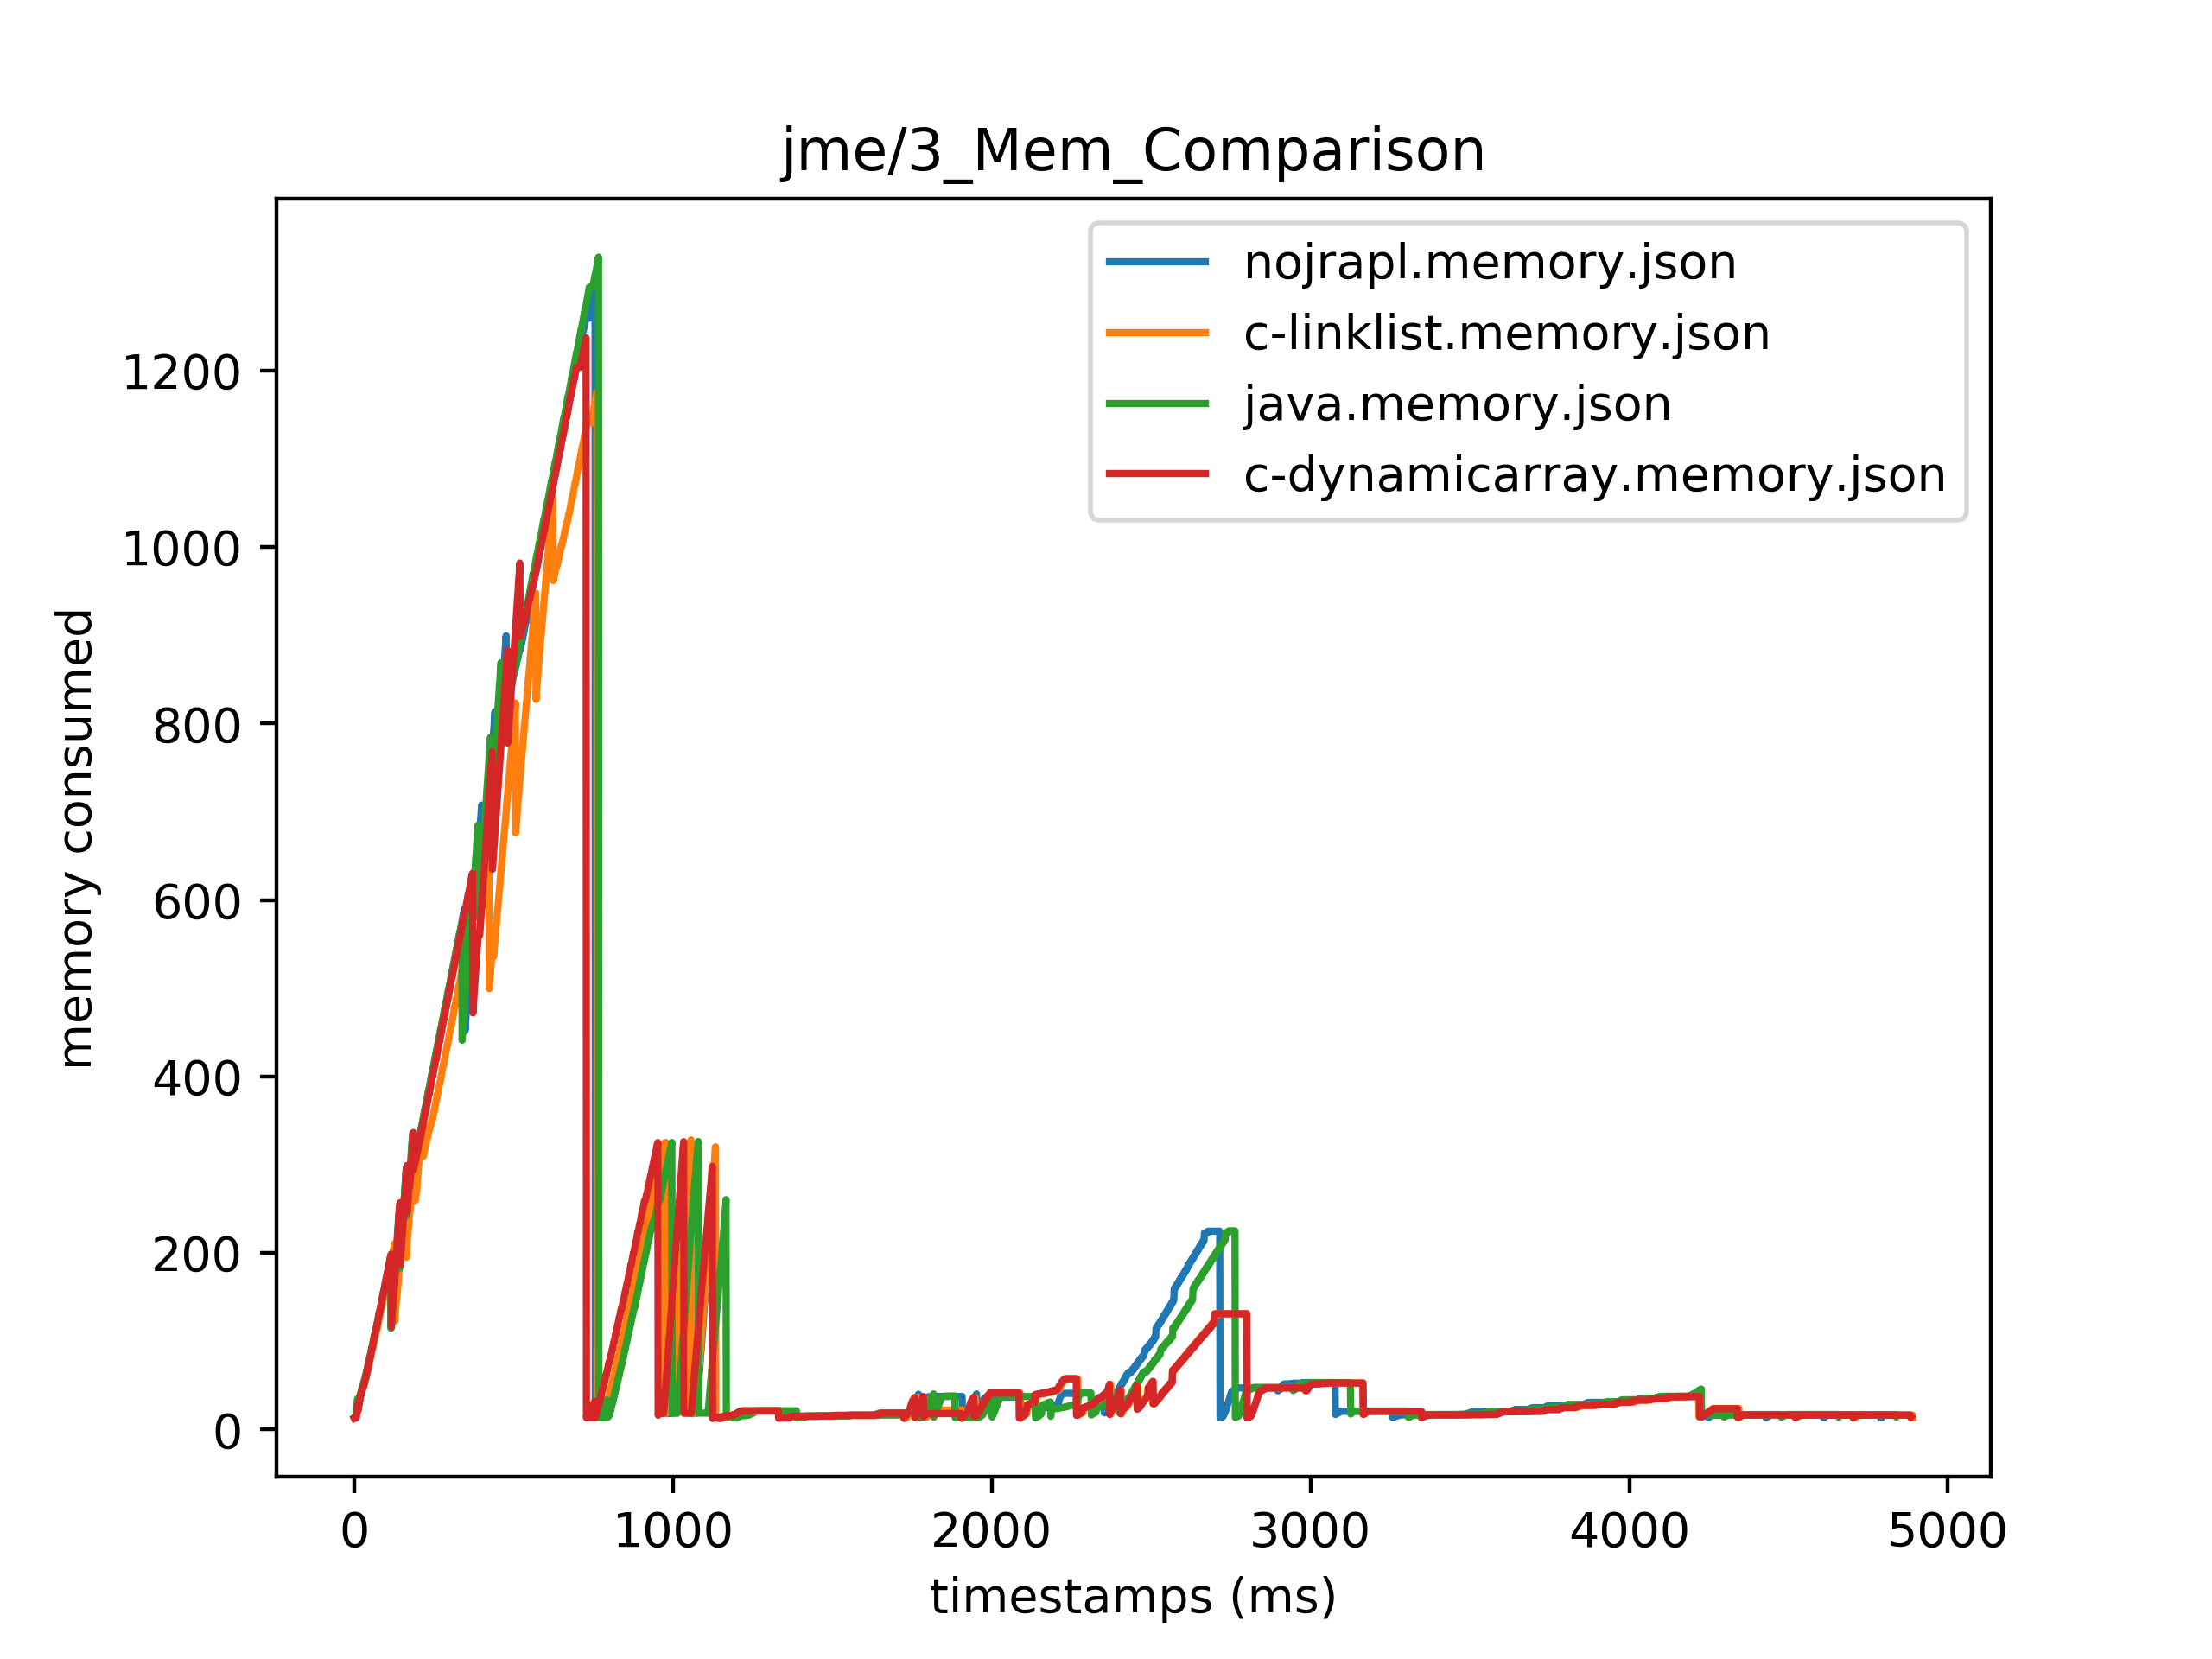 jme/3_Mem_Comparison
nojrapl.memory.json
c-linklist.memory.json
java.memory.json
c-dynamicarray.memory.json
memory consumed
1200
1000
800
600
400
200
0
0 1000 2000 3000 4000 5000
timestamps (ms)